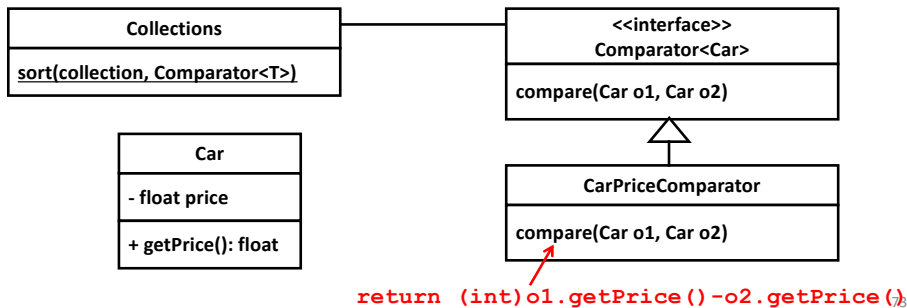 Collections
sort(collection, Comparator<T>)
<<interface>>
Comparator<Car>
compare(Car o1, Car o2)
Car
- float price
+ getPrice(): float
CarPriceComparator
compare(Car o1, Car o2)
return (int)o1.getPrice()-o2.getPrice()
73